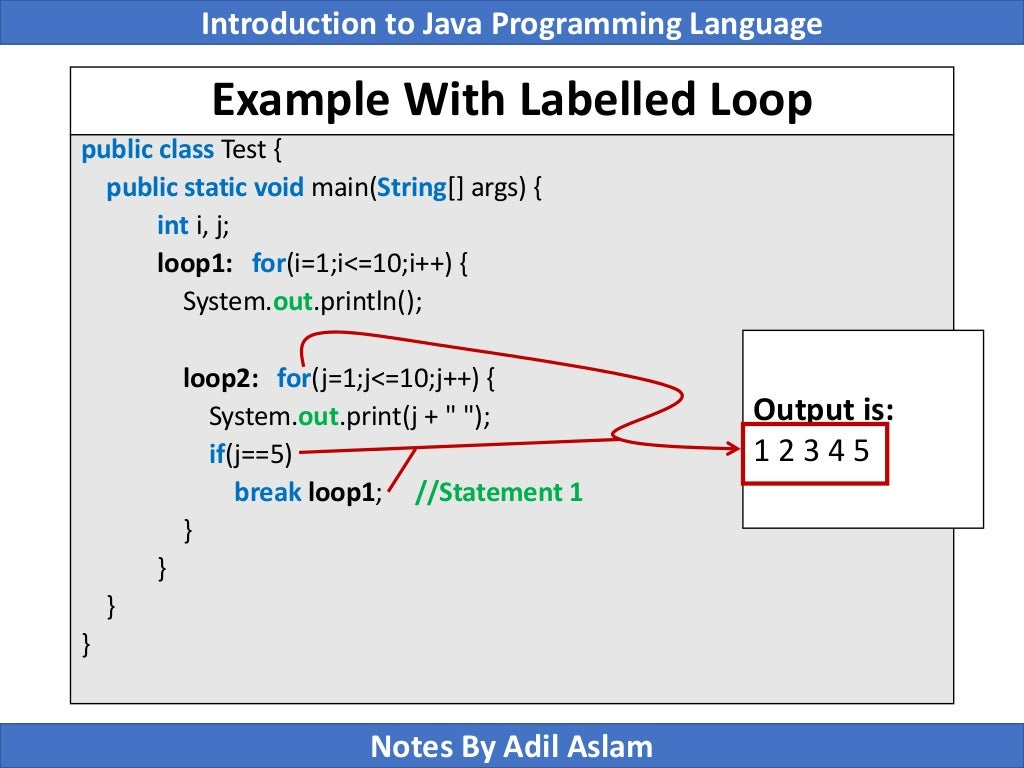 Introduction to Java Programming Language
Example With Labelled Loop
public class Test {
public static void main(String[] args) {
int i, j;
loop1: for(i=1;i<=10;i++) {
System.out.println();
loop2: for(j=1;j<=10;j++) {
System.out.print(j + " ");
if(j==5)
break loop1; //Statement 1
}
}
}
}
Output is:
1 2 3 4 5
Notes By Adil Aslam